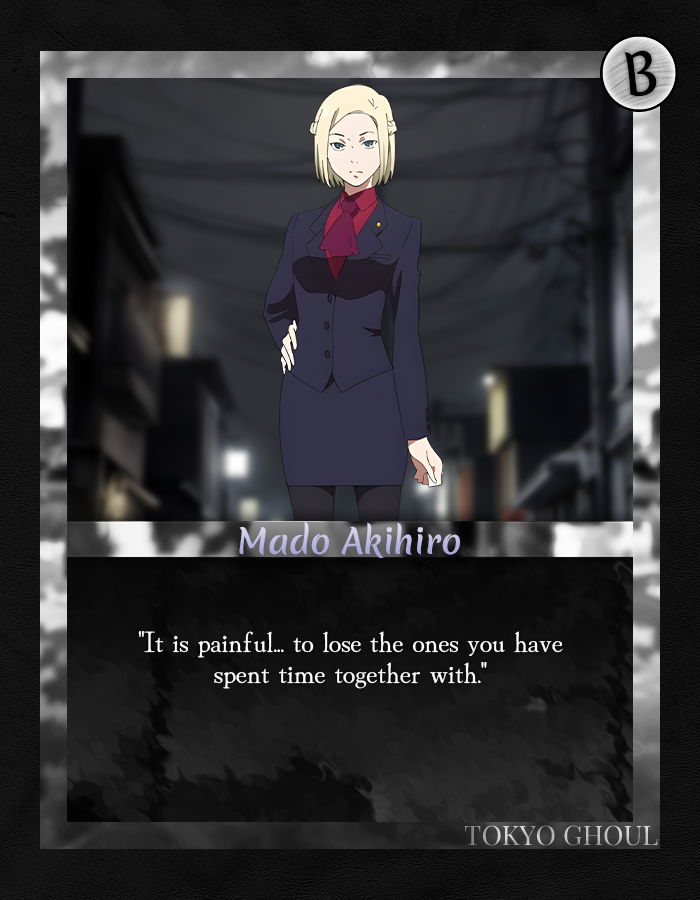 B
Mado Akihiro
"It is painful... to lose the ones you have
spent time together with."
TOKYO GHOUL